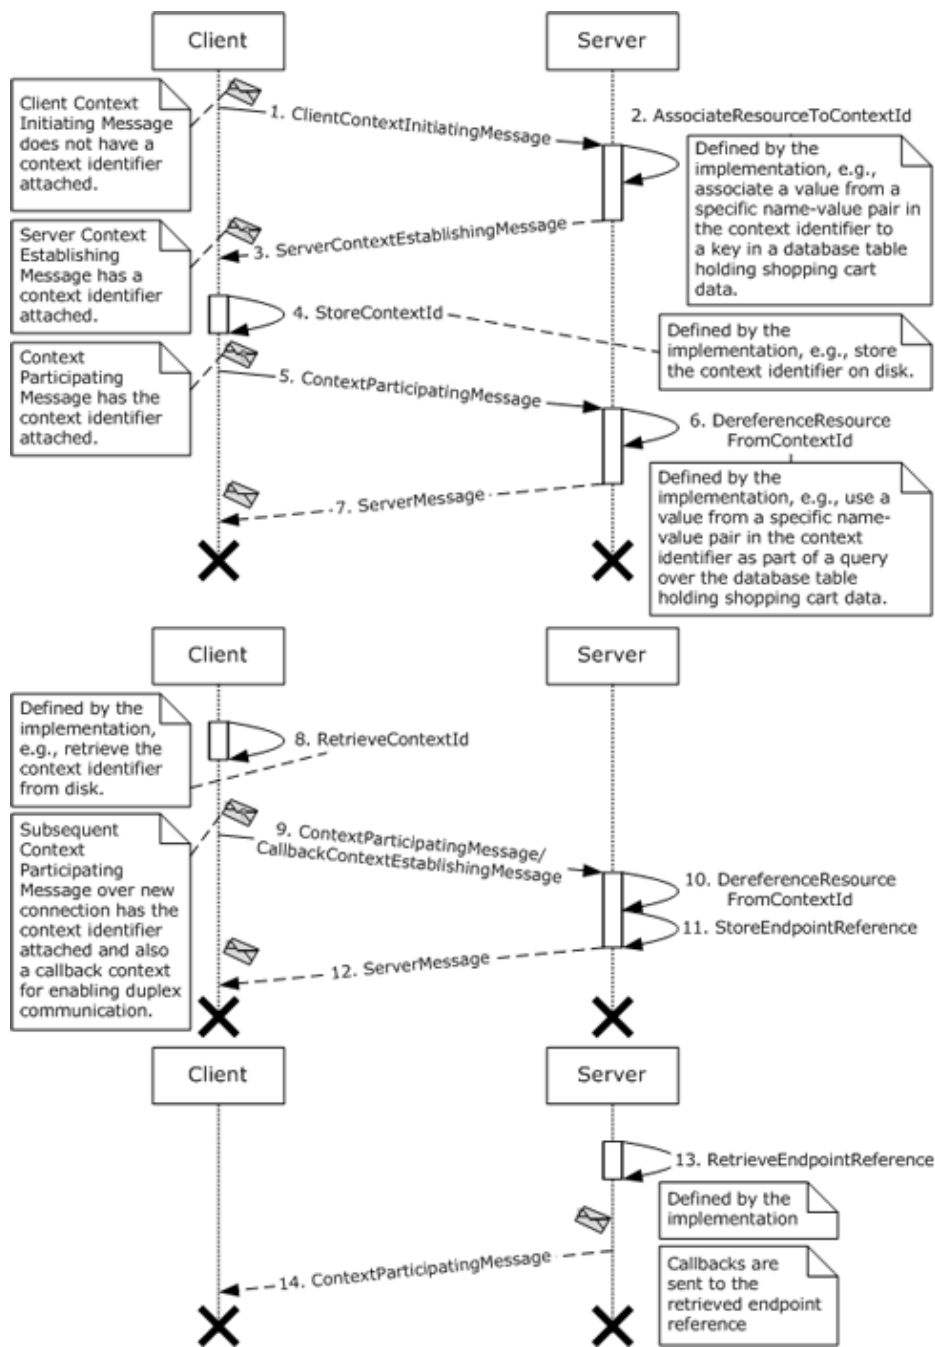 Client
Server
Client Context
Initiating Message
does not have a
context identifier
attached.
1. ClientContextInitiatingMessage
2. AssociateResourceToContextId
Defined by the
implementation, e.g.,
associate a value from a
specific name-value pair in
the context identifier to
a key in a database table
holding shopping cart
data.
Server Context
Establishing
Message has a
context identifier
attached.
3. ServerContextEstablishingMessage
4. StoreContextId
Defined by the
implementation, e.g., store
the context identifier on disk.
Context
Participating
Message has the
context identifier
attached.
5. ContextParticipatingMessage
6. DereferenceResource
FromContextId
Defined by the
implementation, e.g., use a
value from a specific name-
value pair in the context
identifier as part of a query
over the database table
holding shopping cart data.
7. ServerMessage
Client
Server
Defined by the
implementation,
e.g., retrieve the
context identifier
from disk.
8. RetrieveContextId
Subsequent
Context
Participating
Message over new
connection has the
context identifier
attached and also
a callback context
for enabling duplex
communication.
9. ContextParticipatingMessage/
CallbackContextEstablishingMessage
10. DereferenceResource
FromContextId
11. StoreEndpointReference
12. ServerMessage
Client
Server
13. RetrieveEndpointReference
Defined by the
implementation
14. ContextParticipatingMessage
Callbacks are
sent to the
retrieved endpoint
reference